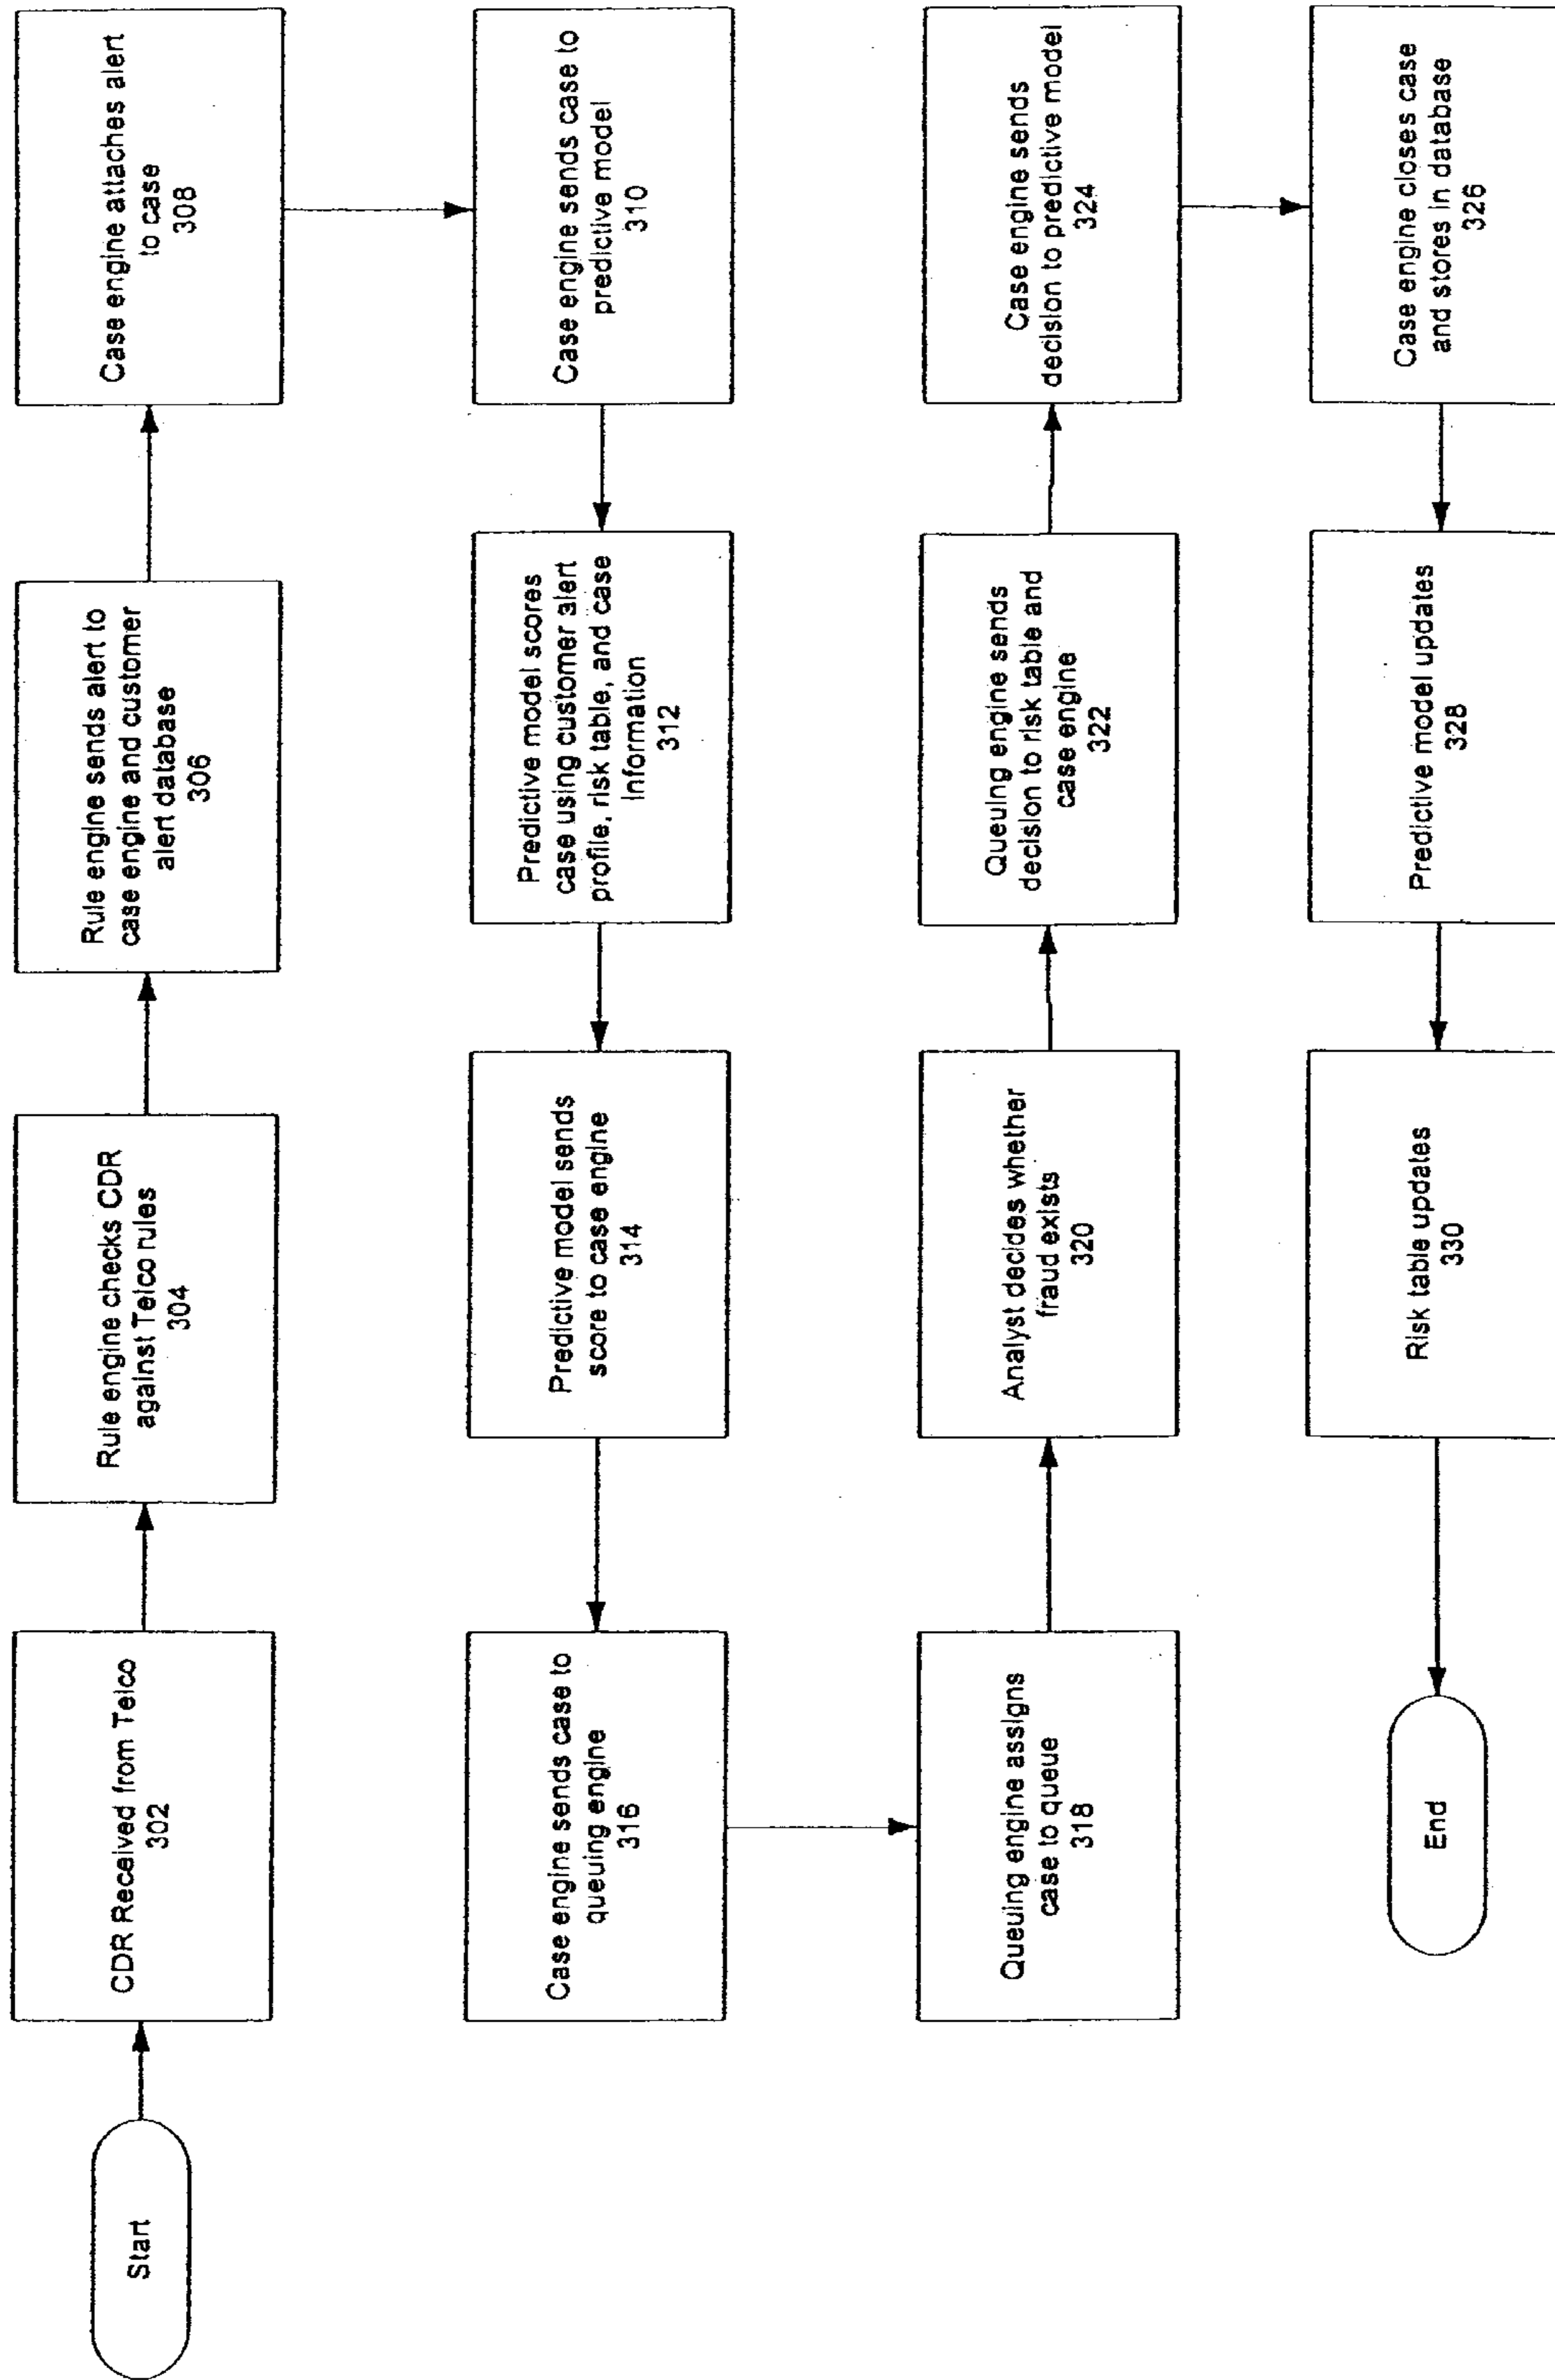 Start
CDR Received from Telco
302
Rule engine checks CDR
against Telco rules
304
Rule engine sends alert to
case engine and customer
alert database
306
Case engine attaches alert
to case
308
Case engine sends case to
predictive model
310
Predictive model scores
case using customer alert
profile, risk table, and case
information
312
Predictive model sends
score to case engine
314
Case engine sends case to
queuing engine
316
Queuing engine assigns
case to queue
318
Analyst decides whether
fraud exists
320
Queuing engine sends
decision to risk table and
case engine
322
Case engine sends
decision to predictive model
324
Case engine closes case
and stores in database
326
Predictive model updates
328
Risk table updates
330
End